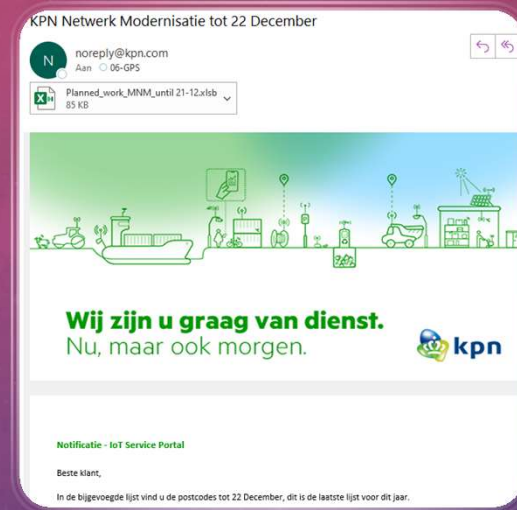 KPN Netwerk Modernisatie tot 22 December
N
noreply@kpn.com
Aan 06-GPS
Planned_work_MNM_until 21-12.xlsb
85 KB
Wij zijn u graag van dienst.
Nu, maar ook morgen.
kpn
Notificatie - IoT Service Portal
Beste klant,
In de bijgevoegde lijst vind u de postcodes tot 22 December, dit is de laatste lijst voor dit jaar.